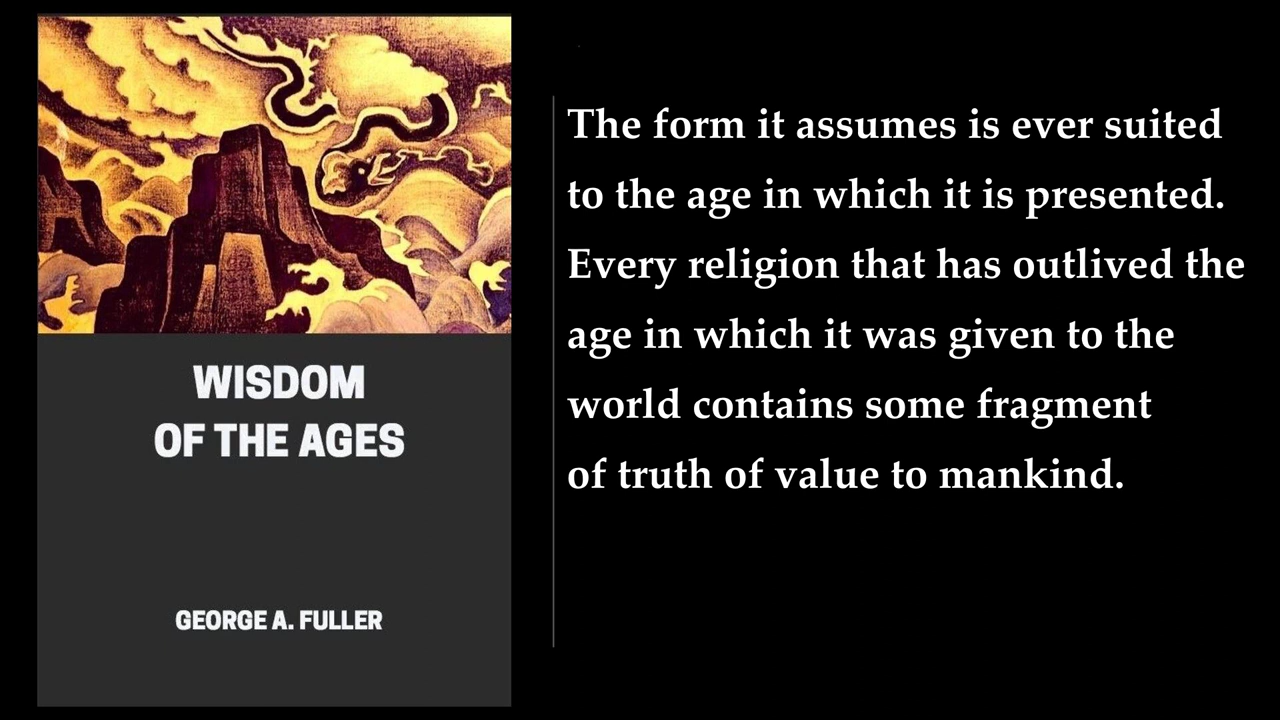 WISDOM
OF THE AGES
GEORGE A. FULLER
The form it assumes is ever suited
to the age in which it is presented.
Every religion that has outlived the
age in which it was given to the
world contains some fragment
of truth of value to mankind.